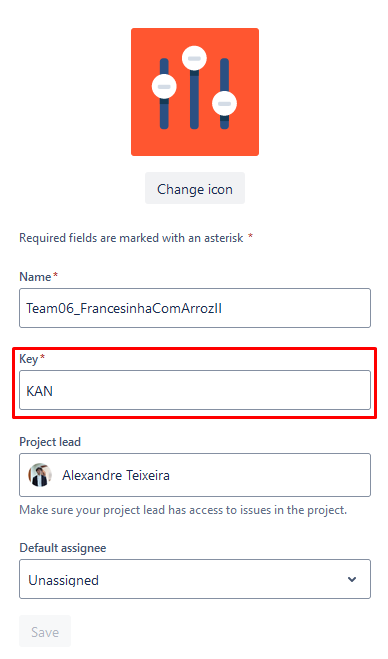 Change icon
Required fields are marked with an asterisk *
Name*
Team06_FrancesinhaComArrozII
Key*
KAN
Project lead
Alexandre Teixeira
Make sure your project lead has access to issues in the project.
Default assignee
Unassigned
Save